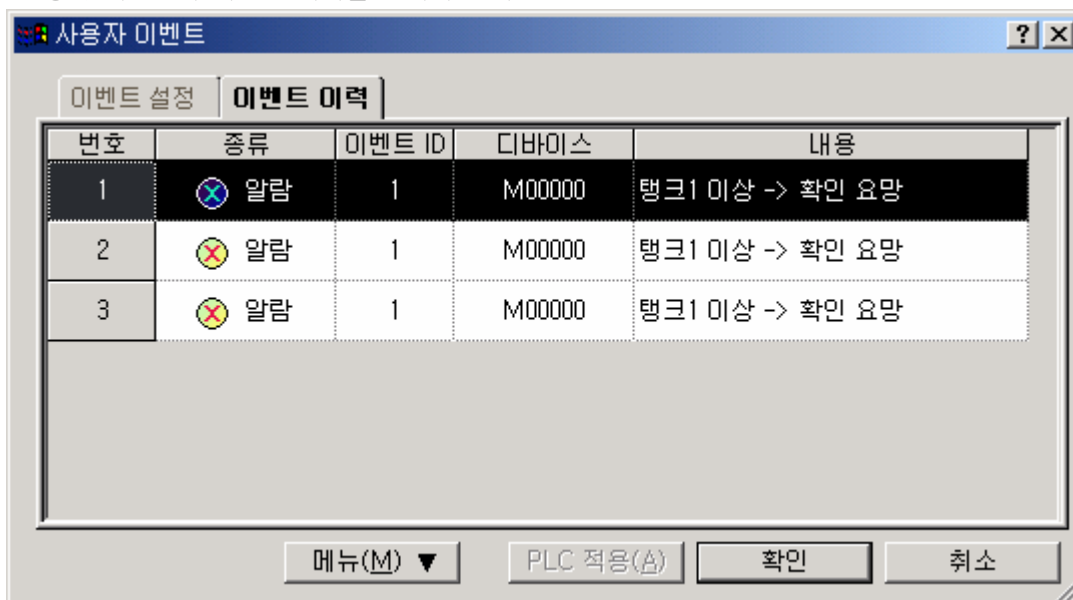 사용자 이벤트
이벤트 설정 이벤트 이력
번호 종류 이벤트 ID 디바이스 내용
1 알람 1 M00000 탱크1 이상 -> 확인 요망
2 알람 1 M00000 탱크1 이상 -> 확인 요망
3 알람 1 M00000 탱크1 이상 -> 확인 요망
메뉴(M) ▼ PLC 적용(A) 확인 취소